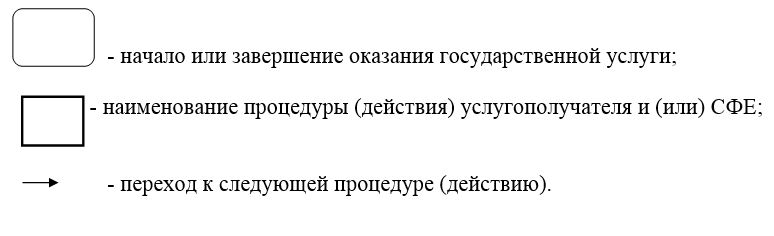 - начало или завершение оказания государственной услуги;
- наименование процедуры (действия) услугополучателя и (или) СФЕ;
- переход к следующей процедуре (действию).